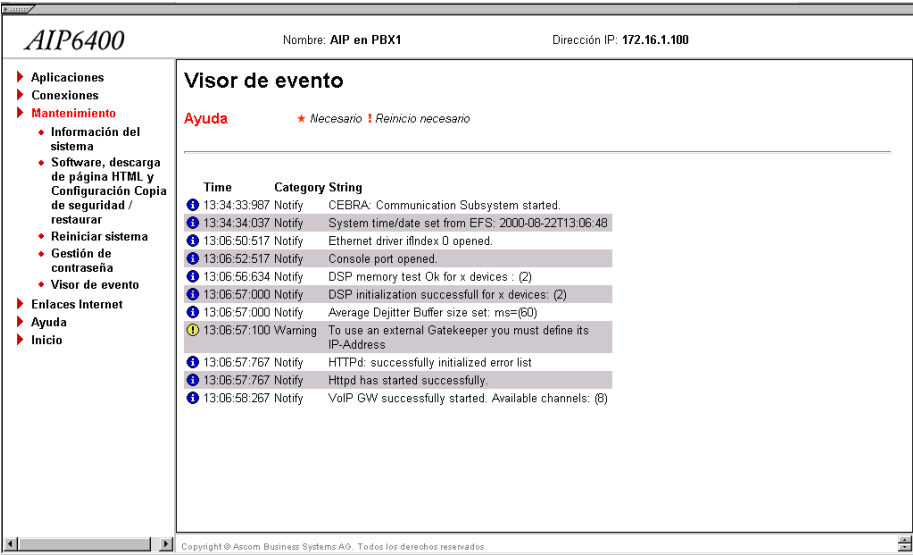 AIP6400
Nombre: AIP en PBX1
Dirección IP: 172.16.1.100
Aplicaciones
Conexiones
Mantenimiento
Información del
sistema
Software, descarga
de página HTML y
Configuración Copia
de seguridad /
restaurar
Reiniciar sistema
Gestión de
contraseña
Visor de evento
Enlaces Internet
Ayuda
Inicio
Visor de evento
Ayuda
★ Necesario ! Reinicio necesario
Time Category String
13:34:33:987 Notify CEBRA: Communication Subsystem started.
13:34:34:037 Notify System time/date set from EFS: 2000-08-22T13:06:48
13:06:50:517 Notify Ethernet driver ifIndex 0 opened.
13:06:52:517 Notify Console port opened.
13:06:56:634 Notify DSP memory test Ok for x devices : (2)
13:06:57:000 Notify DSP initialization successfull for x devices: (2)
13:06:57:000 Notify Average Dejitter Buffer size set: ms=(60)
13:06:57:100 Warning To use an external Gatekeeper you must define its
IP-Address
13:06:57:767 Notify HTTPd: successfully initialized error list
13:06:57:767 Notify Httpd has started successfully.
13:06:58:267 Notify VoIP GW successfully started. Available channels: (8)
Copyright © Ascom Business Systems AG. Todos los derechos reservados